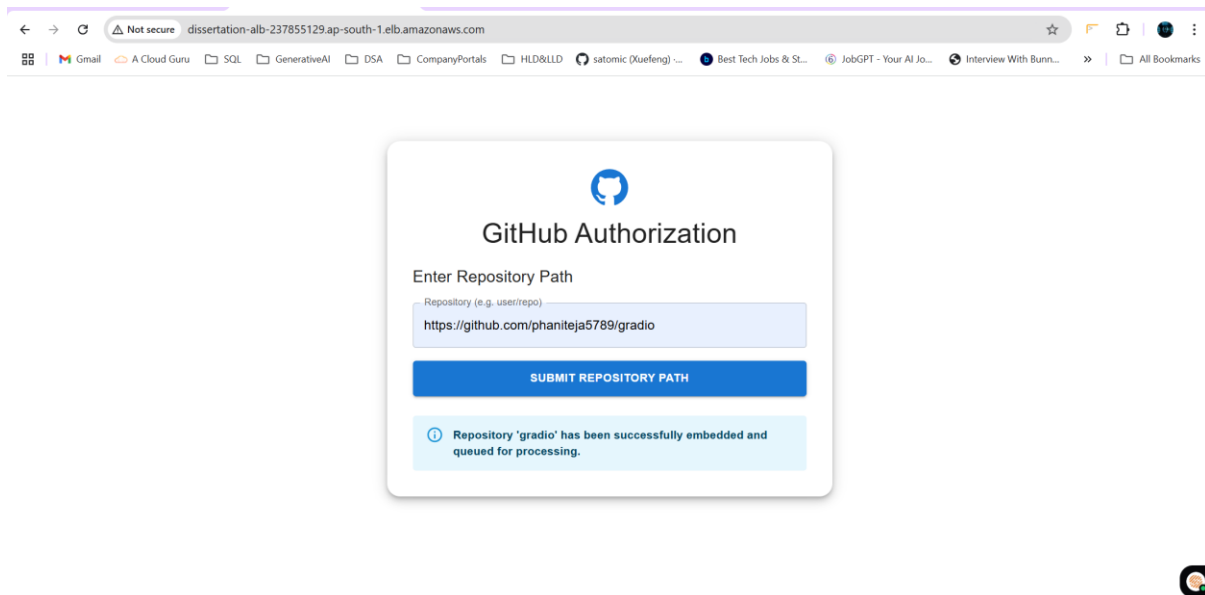 Not secure dissertation-alb-237855129.ap-south-1.elb.amazonaws.com
Gmail A Cloud Guru SQL GenerativeAI DSA CompanyPortals HLD&LLD satomic (Xuefeng) -... Best Tech Jobs & St... JobGPT - Your AI Jo... Interview With Bunn... » All Bookmarks
GitHub Authorization
Enter Repository Path
Repository (e.g. user/repo)
https://github.com/phaniteja5789/gradio
SUBMIT REPOSITORY PATH
Repository 'gradio' has been successfully embedded and
queued for processing.